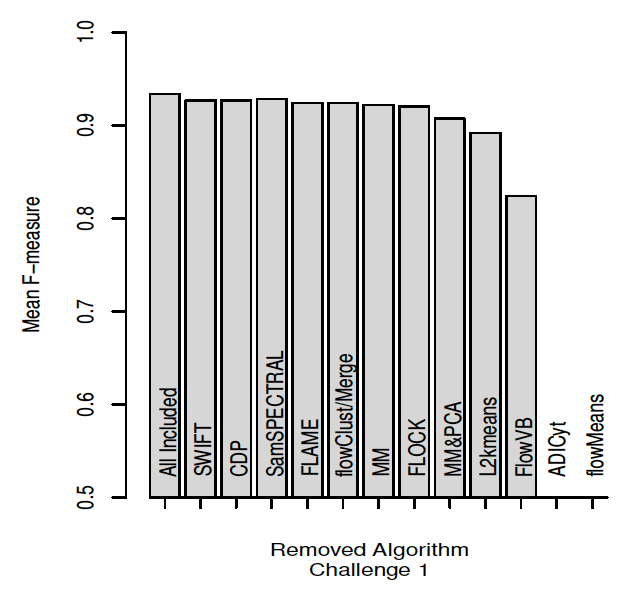 Mean F−measure
1.0
0.9
0.8
0.7
0.6
0.5
All Included
SWIFT
CDP
SamSPECTRAL
FLAME
flowClust/Merge
MM
FLOCK
MM&PCA
L2kmeans
FlowVB
ADICyt
flowMeans
Removed Algorithm
Challenge 1